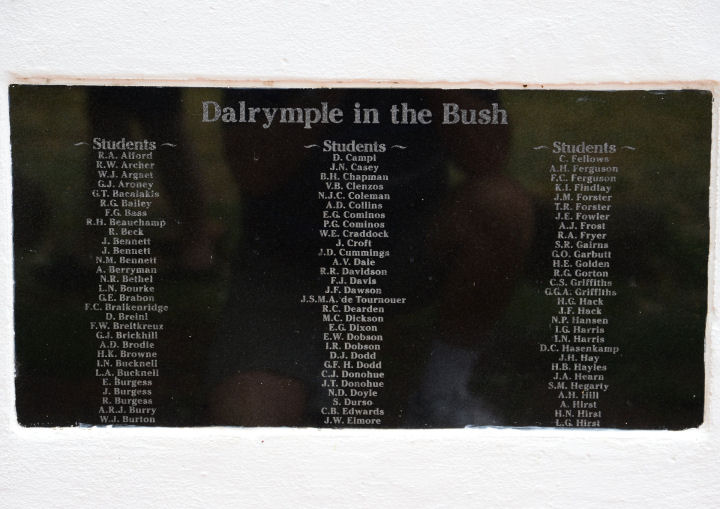 Dalrymple in the Bush
~ Students ~
R.A. Alford
R.W. Archer
W.J. Argaet
G.J. Aroney
G.T. Bacalakis
R.G. Bailey
F.G. Bass
R.H. Beauchamp
R. Beck
J. Bennett
J. Bennett
N.M. Bennett
A. Berryman
N.R. Bethel
L.N. Bourke
G.E. Brabon
F.C. Braikenridge
D. Breinl
F.W. Breitkreuz
G.J. Brickhill
A.D. Brodie
H.K. Browne
I.N. Bucknell
L.A. Bucknell
E. Burgess
J. Burgess
R. Burgess
A.R.J. Burry
W.J. Burton
~ Students ~
D. Campi
J.N. Casey
B.H. Chapman
V.B. Clenzos
N.J.C. Coleman
A.D. Collins
E.G. Cominos
P.G. Cominos
W.E. Craddock
J. Croft
J.D. Cummings
A.V. Dale
R.R. Davidson
F.J. Davis
J.F. Dawson
J.S.M.A. de Tournouer
R.C. Dearden
M.C. Dickson
E.G. Dixon
E.W. Dobson
I.R. Dobson
D.J. Dodd
G.F. H. Dodd
C.J. Donohue
J.T. Donohue
N.D. Doyle
S. Durso
C.B. Edwards
J.W. Elmore
~ Students ~
C. Fellows
A.H. Ferguson
F.C. Ferguson
K.I. Findlay
J.M. Forster
T.R. Forster
J.E. Fowler
A.J. Frost
R.A. Fryer
S.R. Gairns
G.O. Garbutt
H.E. Golden
R.G. Gorton
C.S. Griffiths
G.G.A. Griffiths
H.G. Hack
J.F. Hack
N.P. Hansen
I.G. Harris
I.N. Harris
D.C. Hasenkamp
J.H. Hay
H.B. Hayles
J.A. Hearn
S.M. Hegarty
A.H. Hill
A. Hirst
H.N. Hirst
L.G. Hirst